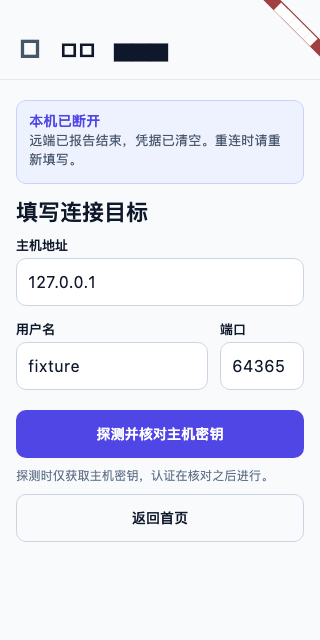 本机已断开
远端已报告结束，凭据已清空。重连时请重
新填写。
填写连接目标
主机地址
127.0.0.1
用户名
端口
fixture
64365
探测并核对主机密钥
探测时仅获取主机密钥，认证在核对之后进行。
返回首页